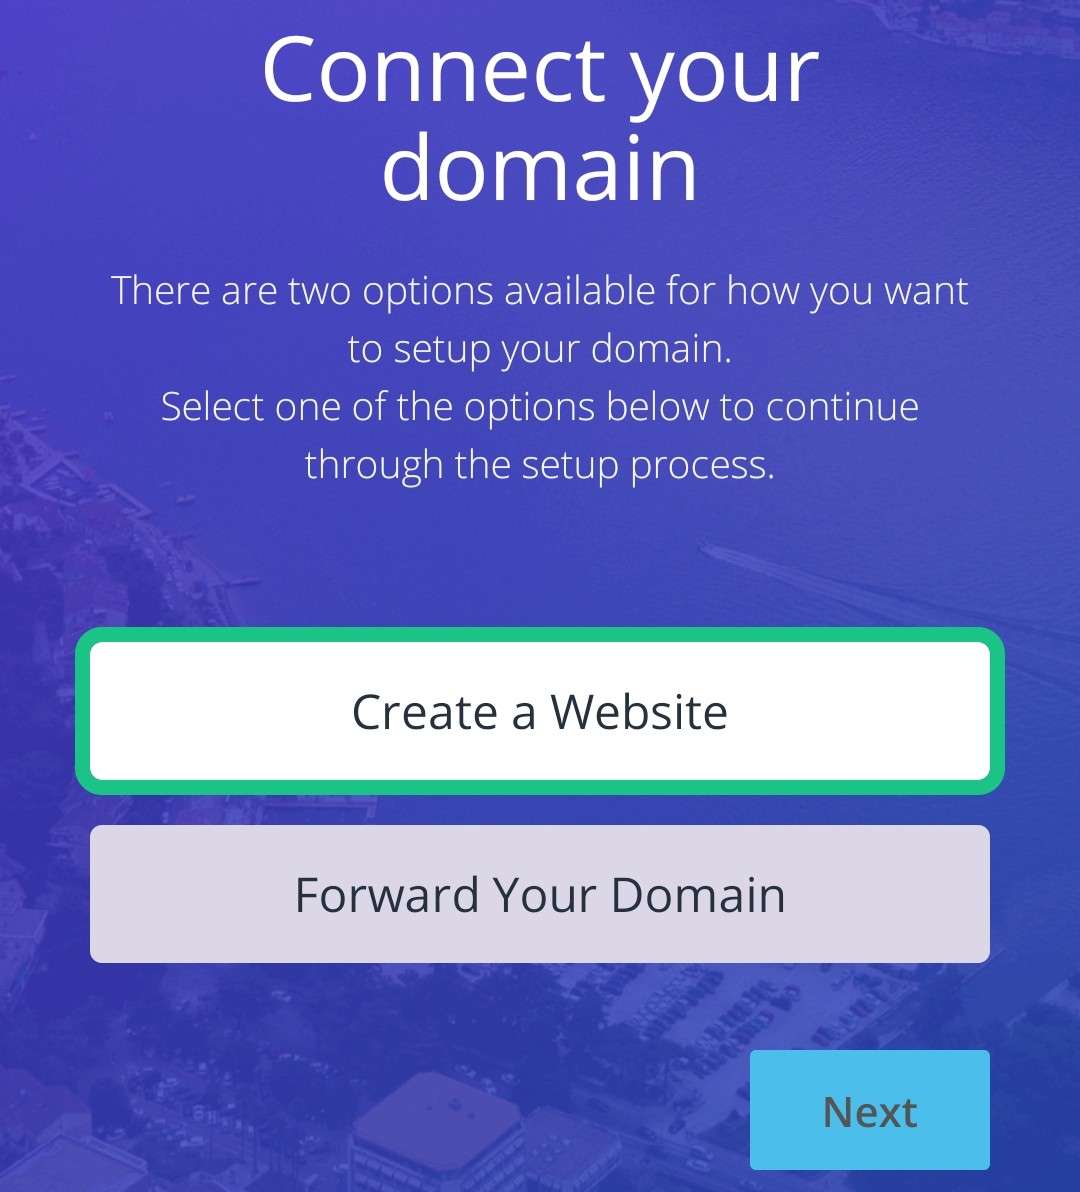 Connect your
domain
There are two options available for how you want
to setup your domain.
Select one of the options below to continue
through the setup process.
Create a Website
Forward Your Domain
Next